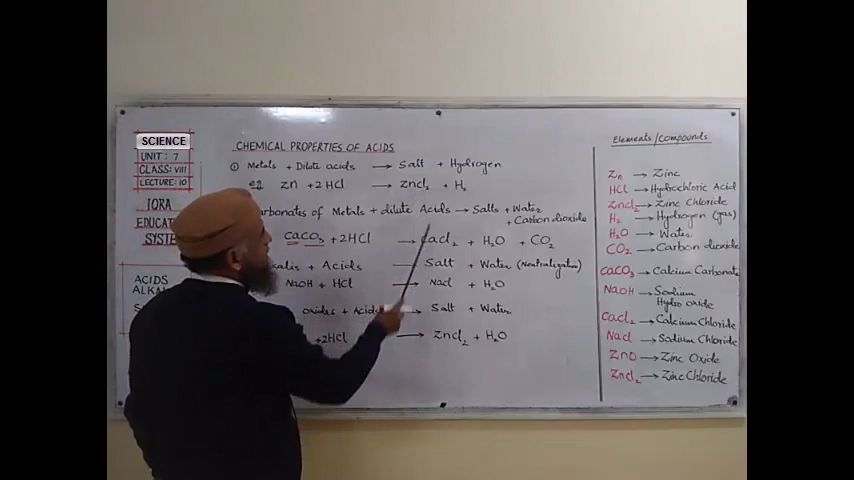 SCIENCE
UNIT: 7
CLASS: VIII
LECTURE: 10
IQRA
EDUCAT
SYSTE
ACIDS
ALKA
S
CHEMICAL PROPERTIES OF ACIDS
① Metals + Dilute acids → Salt + Hydrogen
eg Zn + 2HCl → Zncl₂ + H₂
arbonates of Metals + dilute Acids → Salts + Water
+ Carbon dioxide
CaCO₃ + 2HCl → Cacl₂ + H₂O + CO₂
alies + Acids Salt + Water (Neutralization)
NaOH + HCl → Nacl + H₂O
oxides + Acids → Salt + Water
+2HCl → Zncl₂ + H₂O
Elements/Compounds
Zn → Zinc
HCl → Hydrochloric Acid
Zncl₂ → Zinc Chloride
H₂ → Hydrogen (gas)
H₂O → Water
CO₂ → Carbon dioxide
CaCO₃ → Calcium Carbonate
NaOH → Sodium
Hydro oxide
Cacl₂ → Calcium Chloride
Nacl → Sodium Chloride
ZnO → Zinc Oxide
Zncl₂ → Zinc Chloride